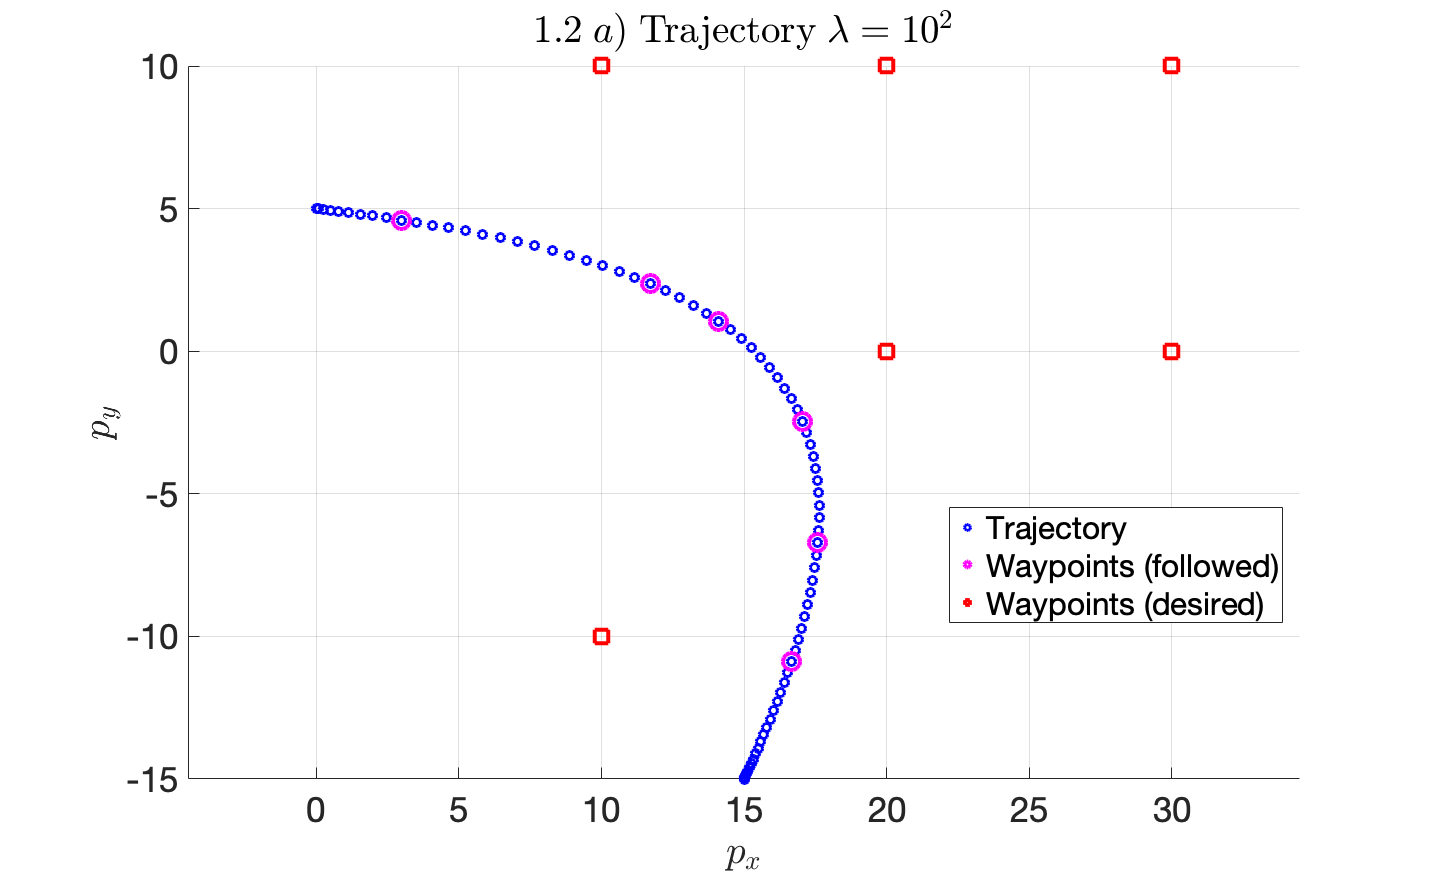 1.2 a) Trajectory λ = 10²
10
5
0
-5
-10
-15
p_y
Trajectory
Waypoints (followed)
Waypoints (desired)
0 5 10 15 20 25 30
p_x